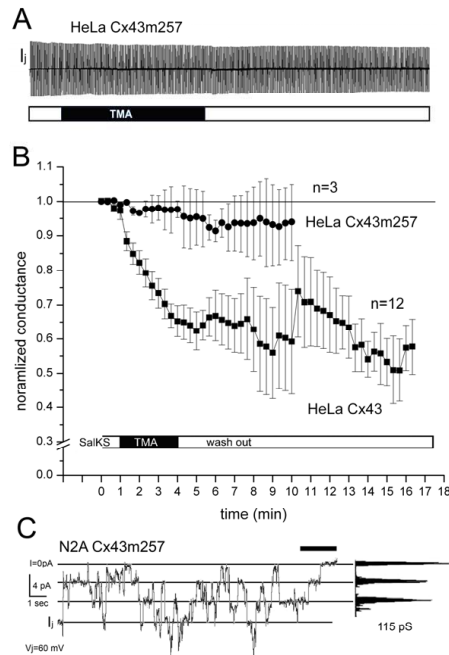 A
HeLa Cx43m257
Ij
TMA
B
1.1
1.0
0.9
0.8
0.7
0.6
0.5
0.4
0.3
0.0
noramlized conductance
n=3
HeLa Cx43m257
n=12
HeLa Cx43
SalKS TMA wash out
-1 0 1 2 3 4 5 6 7 8 9 10 11 12 13 14 15 16 17 18
time (min)
C
N2A Cx43m257
I=0pA
4 pA
1 sec
Ij
Vj=60 mV
115 pS